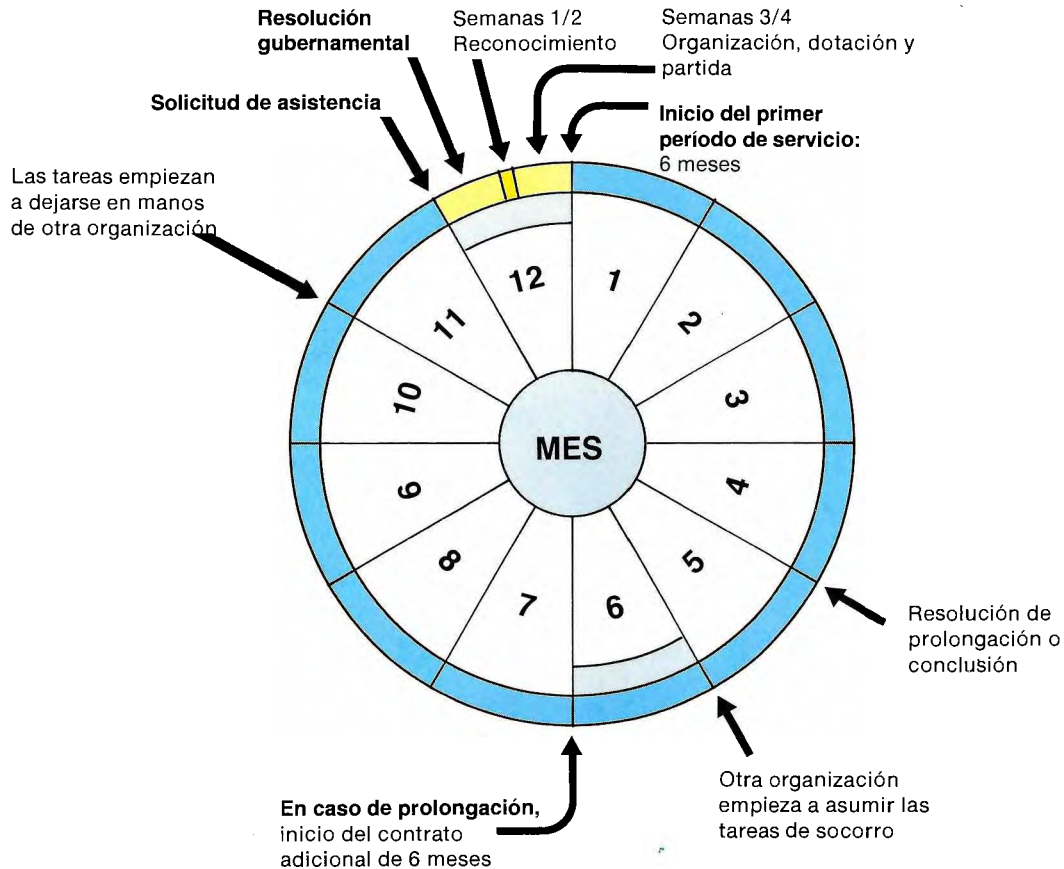 Resolución
gubernamental
Semanas 1/2
Reconocimiento
Semanas 3/4
Organización, dotación y
partida
Solicitud de asistencia
Inicio del primer
período de servicio:
6 meses
Las tareas empiezan
a dejarse en manos
de otra organización
12
1
2
3
4
5
6
7
8
9
10
11
MES
Resolución de
prolongación o
conclusión
Otra organización
empieza a asumir las
tareas de socorro
En caso de prolongación,
inicio del contrato
adicional de 6 meses